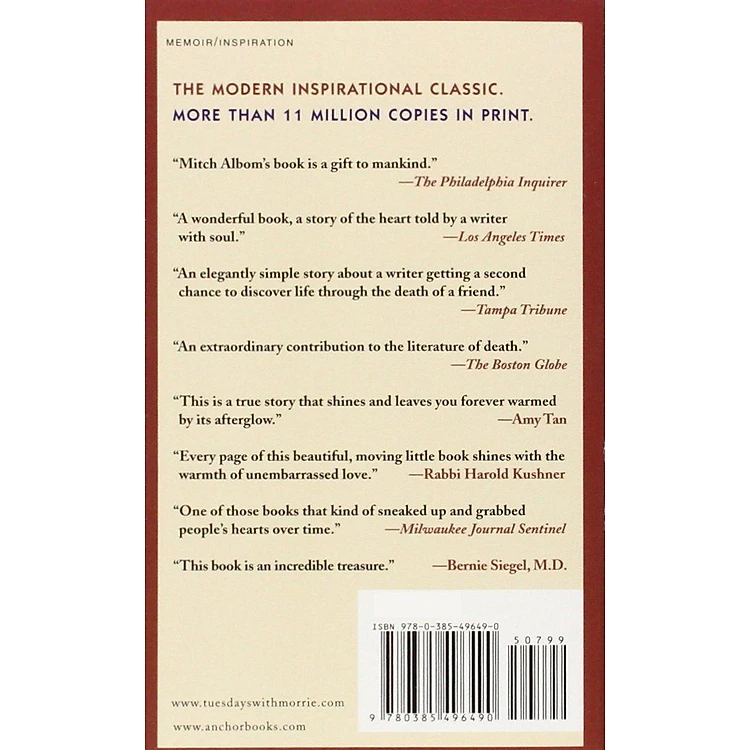 MEMOIR/INSPIRATION
THE MODERN INSPIRATIONAL CLASSIC.
MORE THAN 11 MILLION COPIES IN PRINT.
“Mitch Albom’s book is a gift to mankind.”
—The Philadelphia Inquirer
“A wonderful book, a story of the heart told by a writer
with soul.” —Los Angeles Times
“An elegantly simple story about a writer getting a second
chance to discover life through the death of a friend.”
—Tampa Tribune
“An extraordinary contribution to the literature of death.”
—The Boston Globe
“This is a true story that shines and leaves you forever warmed
by its afterglow.” —Amy Tan
“Every page of this beautiful, moving little book shines with the
warmth of unembarrassed love.” —Rabbi Harold Kushner
“One of those books that kind of sneaked up and grabbed
people’s hearts over time.” —Milwaukee Journal Sentinel
“This book is an incredible treasure.” —Bernie Siegel, M.D.
ISBN 978-0-385-49649-0
50799
9 780385 496490
www.tuesdayswithmorrie.com
www.anchorbooks.com